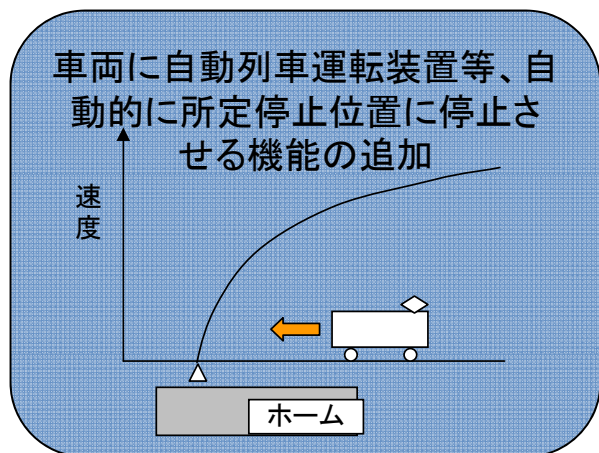 車両に自動列車運転装置等、自
動的に所定停止位置に停止さ
せる機能の追加
速
度
ホーム